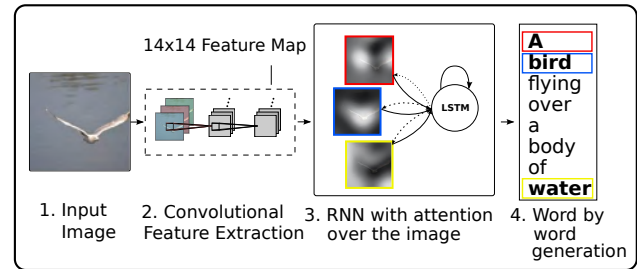 14x14 Feature Map
LSTM
A
bird
flying
over
a
body
of
water
1. Input
Image
2. Convolutional
Feature Extraction
3. RNN with attention
over the image
4. Word by
word
generation